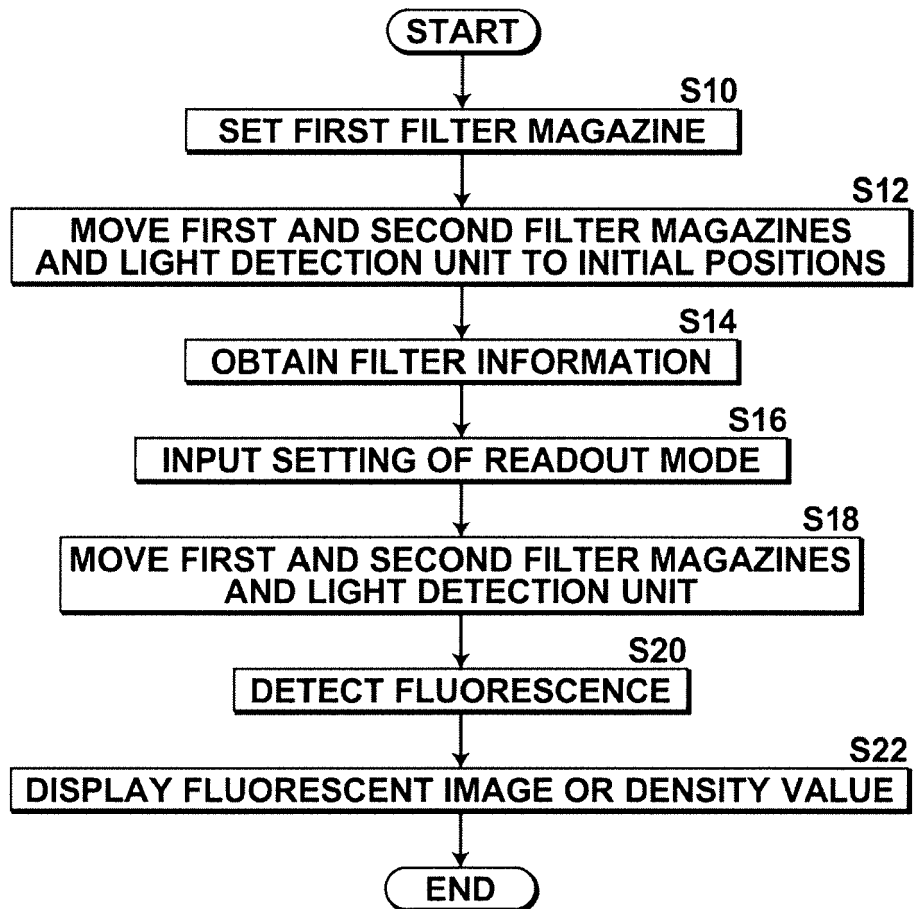 START
S10
SET FIRST FILTER MAGAZINE
S12
MOVE FIRST AND SECOND FILTER MAGAZINES
AND LIGHT DETECTION UNIT TO INITIAL POSITIONS
S14
OBTAIN FILTER INFORMATION
S16
INPUT SETTING OF READOUT MODE
S18
MOVE FIRST AND SECOND FILTER MAGAZINES
AND LIGHT DETECTION UNIT
S20
DETECT FLUORESCENCE
S22
DISPLAY FLUORESCENT IMAGE OR DENSITY VALUE
END